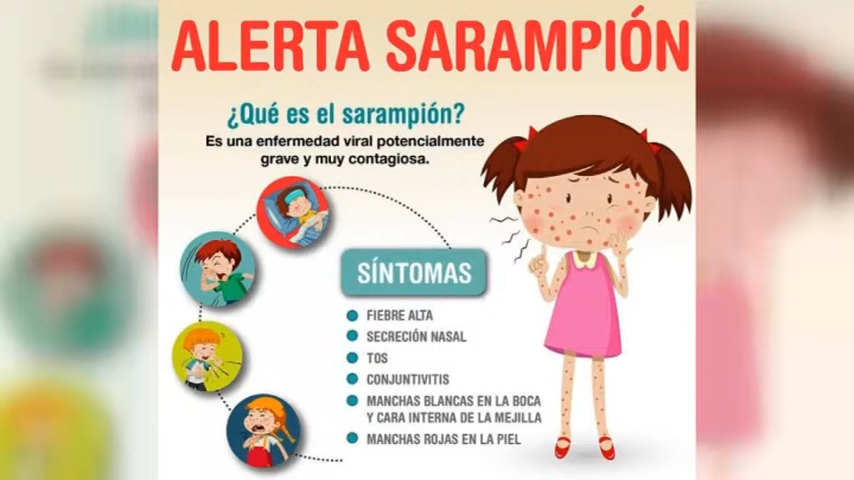 ALERTA SARAMPIÓN
¿Qué es el sarampión?
Es una enfermedad viral potencialmente
grave y muy contagiosa.
SÍNTOMAS
FIEBRE ALTA
SECRECIÓN NASAL
TOS
CONJUNTIVITIS
MANCHAS BLANCAS EN LA BOCA
Y CARA INTERNA DE LA MEJILLA
MANCHAS ROJAS EN LA PIEL